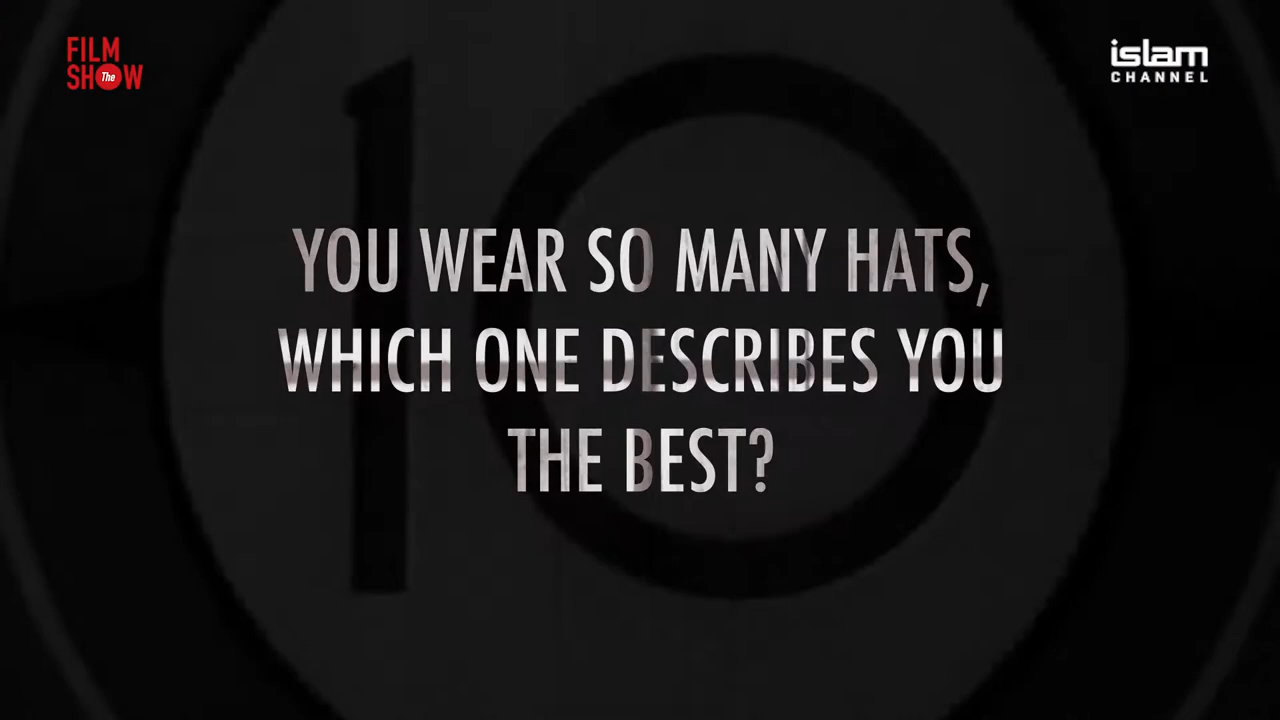 FILM
SHOW
The
islam
CHANNEL
10
YOU WEAR SO MANY HATS,
WHICH ONE DESCRIBES YOU
THE BEST?